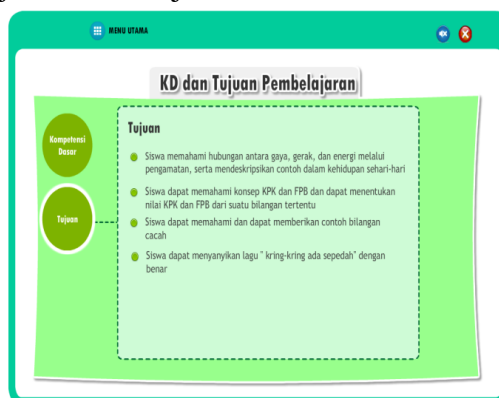 MENU UTAMA
KD dan Tujuan Pembelajaran
Kompetensi
Dasar
Tujuan
Tujuan
Siswa memahami hubungan antara gaya, gerak, dan energi melalui
pengamatan, serta mendeskripsikan contoh dalam kehidupan sehari-hari
Siswa dapat memahami konsep KPK dan FPB dan dapat menentukan
nilai KPK dan FPB dari suatu bilangan tertentu
Siswa dapat memahami dan dapat memberikan contoh bilangan
cacah
Siswa dapat menyanyikan lagu " kring-kring ada sepedah" dengan
benar